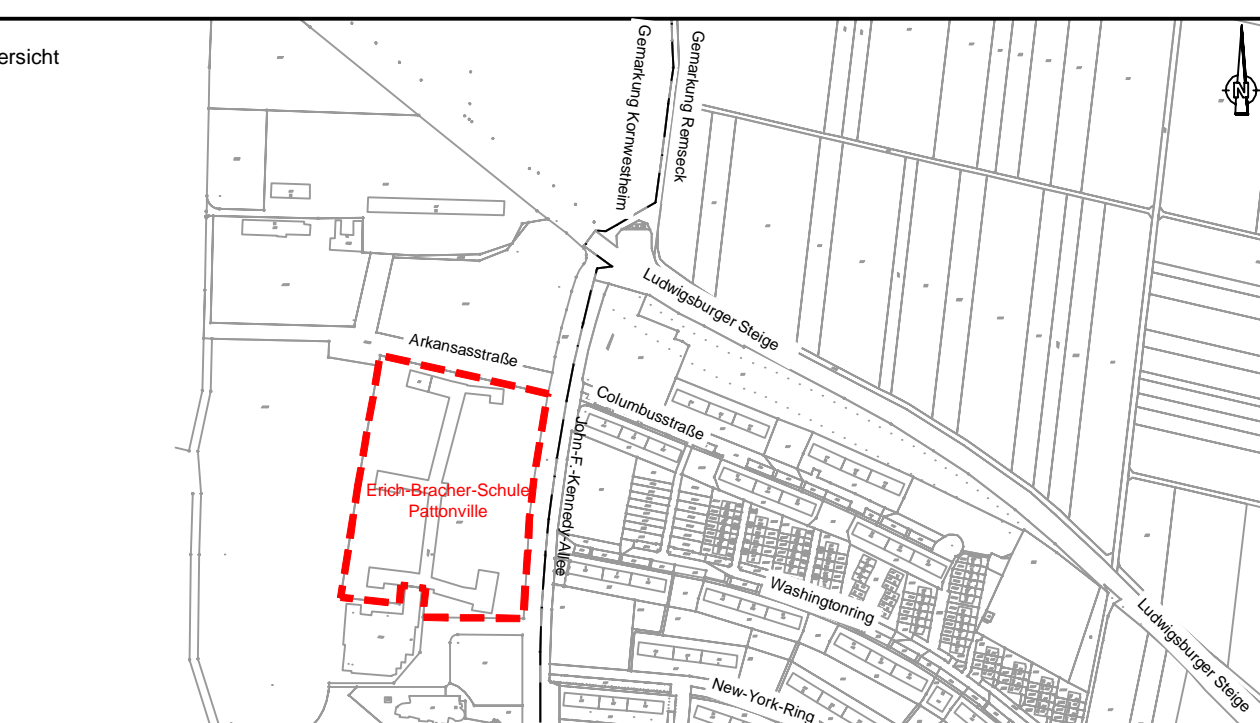 ersicht
Gemarkung Kornwestheim
Gemarkung Remseck
N
Ludwigsburger Steige
Arkansasstraße
Columbusstraße
John-F.-Kennedy-Allee
Erich-Bracher-Schule
Pattonville
Washingtonring
Ludwigsburger Steige
New-York-Ring